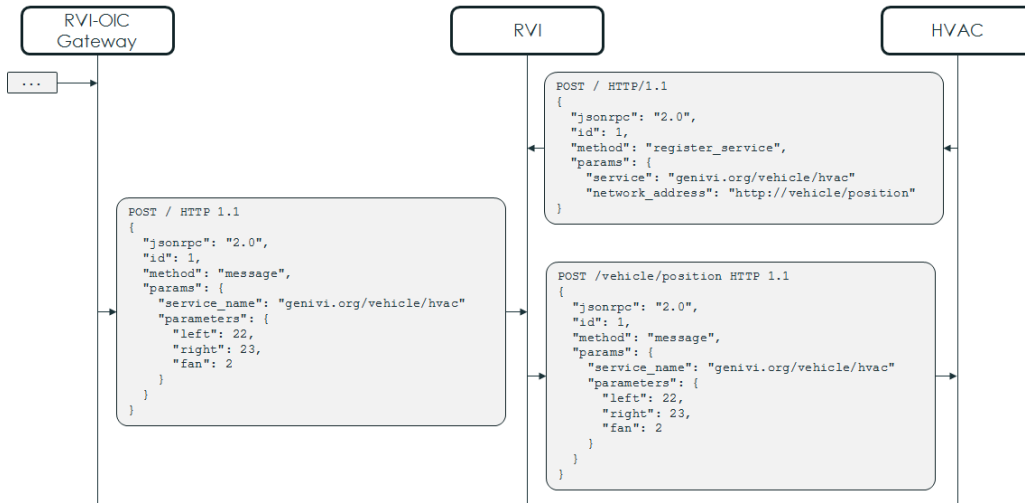 RVI-OIC
Gateway
RVI
HVAC
...
POST / HTTP/1.1
{
"jsonrpc": "2.0",
"id": 1,
"method": "register_service",
"params": {
"service": "genivi.org/vehicle/hvac"
"network_address": "http://vehicle/position"
}
POST / HTTP 1.1
{
"jsonrpc": "2.0",
"id": 1,
"method": "message",
"params": {
"service_name": "genivi.org/vehicle/hvac"
"parameters": {
"left": 22,
"right": 23,
"fan": 2
}
}
}
POST /vehicle/position HTTP 1.1
{
"jsonrpc": "2.0",
"id": 1,
"method": "message",
"params": {
"service_name": "genivi.org/vehicle/hvac"
"parameters": {
"left": 22,
"right": 23,
"fan": 2
}
}
}